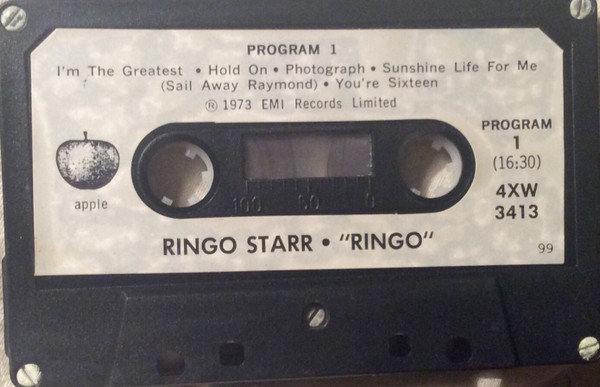 PROGRAM 1
I'm The Greatest • Hold On • Photograph • Sunshine Life For Me
(Sail Away Raymond) • You're Sixteen
℗ 1973 EMI Records Limited
PROGRAM
1
(16:30)
4XW
3413
apple
100 50 0
RINGO STARR • "RINGO"
99